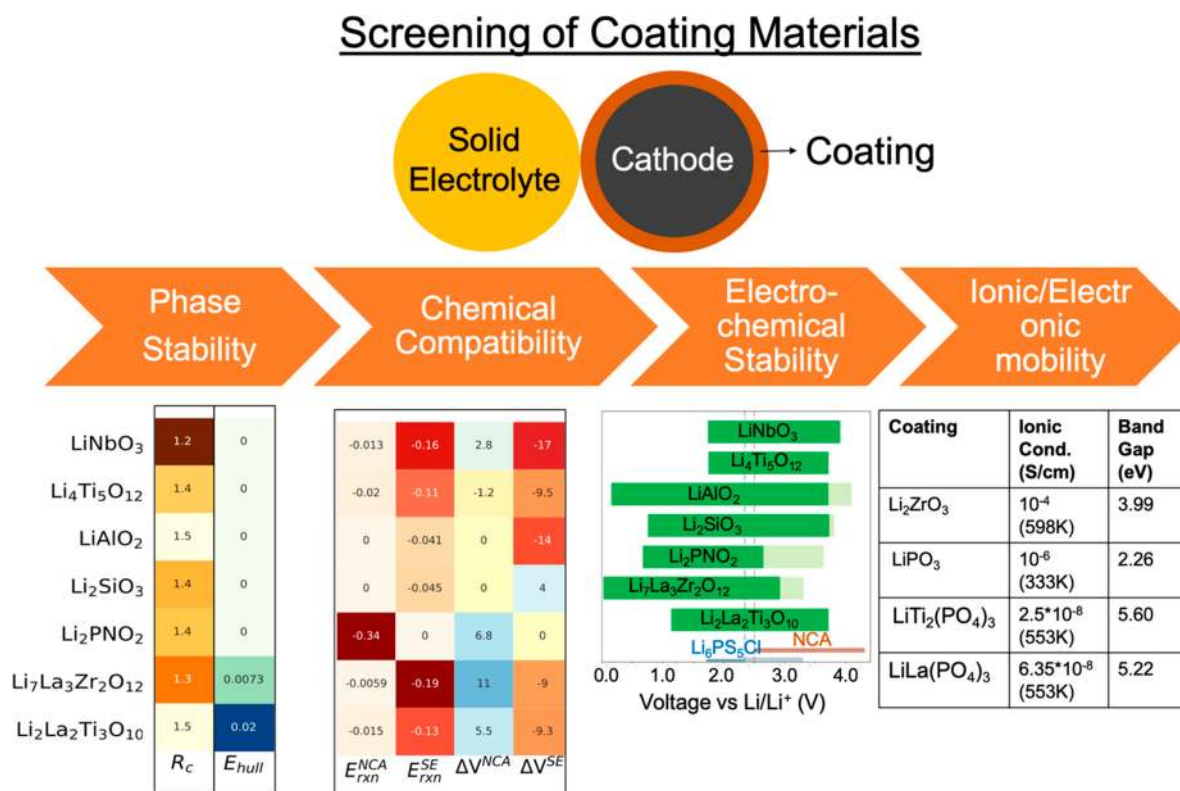 Screening of Coating Materials
Solid
Electrolyte
Cathode
Coating
Phase
Stability
Chemical
Compatibility
Electro-
chemical
Stability
Ionic/Electr
onic
mobility
LiNbO₃ 1.2 0
Li₄Ti₅O₁₂ 1.4 0
LiAlO₂ 1.5 0
Li₂SiO₃ 1.4 0
Li₂PNO₂ 1.4 0
Li₇La₃Zr₂O₁₂ 1.3 0.0073
Li₂La₂Ti₃O₁₀ 1.5 0.02
R_c E_hull
-0.013 -0.16 2.8 -17
-0.02 -0.11 -1.2 -9.5
0 -0.041 0 -14
0 -0.045 0 4
-0.34 0 6.8 0
-0.0059 -0.19 11 -9
-0.015 -0.13 5.5 -9.3
E_rxn^NCA E_rxn^SE ΔV^NCA ΔV^SE
LiNbO₃
Li₄Ti₅O₁₂
LiAlO₂
Li₂SiO₃
Li₂PNO₂
Li₇La₃Zr₂O₁₂
Li₂La₂Ti₃O₁₀
Li₆PS₅Cl NCA
0.0 1.0 2.0 3.0 4.0
Voltage vs Li/Li⁺ (V)
Coating Ionic Cond. (S/cm) Band Gap (eV)
Li₂ZrO₃ 10⁻⁴ (598K) 3.99
LiPO₃ 10⁻⁶ (333K) 2.26
LiTi₂(PO₄)₃ 2.5*10⁻⁸ (553K) 5.60
LiLa(PO₄)₃ 6.35*10⁻⁸ (553K) 5.22